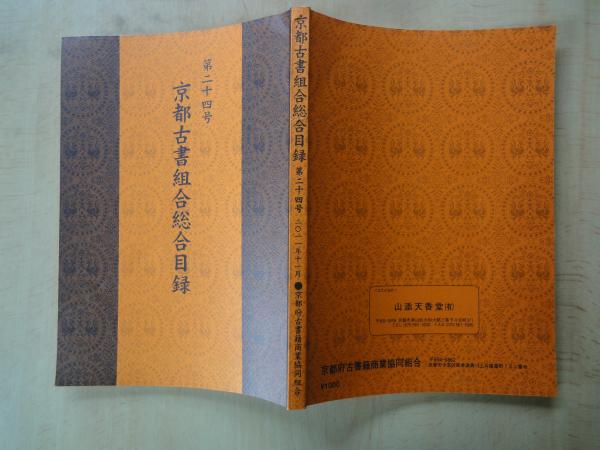 第二十四号
京都古書組合総合目録
京都古書組合総合目録 第二十四号 二〇一一年十一月 ●京都府古書籍商業協同組合
山添天香堂(有)
京都府古書籍商業協同組合
¥1000